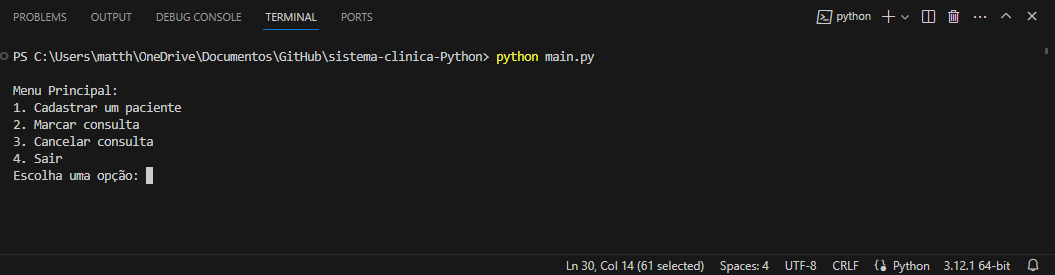 PROBLEMS OUTPUT DEBUG CONSOLE TERMINAL PORTS python
PS C:\Users\matth\OneDrive\Documentos\GitHub\sistema-clinica-Python> python main.py
Menu Principal:
1. Cadastrar um paciente
2. Marcar consulta
3. Cancelar consulta
4. Sair
Escolha uma opção:
Ln 30, Col 14 (61 selected) Spaces: 4 UTF-8 CRLF Python 3.12.1 64-bit